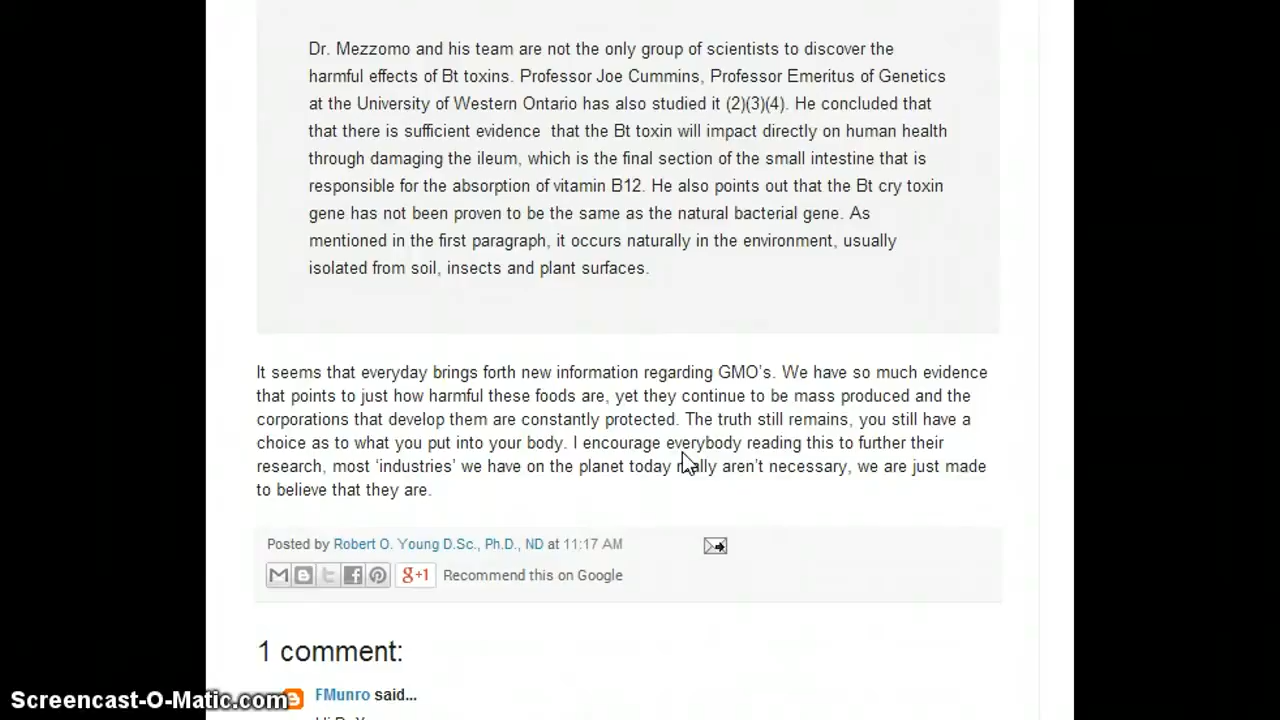 Dr. Mezzomo and his team are not the only group of scientists to discover the
harmful effects of Bt toxins. Professor Joe Cummins, Professor Emeritus of Genetics
at the University of Western Ontario has also studied it (2)(3)(4). He concluded that
that there is sufficient evidence  that the Bt toxin will impact directly on human health
through damaging the ileum, which is the final section of the small intestine that is
responsible for the absorption of vitamin B12. He also points out that the Bt cry toxin
gene has not been proven to be the same as the natural bacterial gene. As
mentioned in the first paragraph, it occurs naturally in the environment, usually
isolated from soil, insects and plant surfaces.
It seems that everyday brings forth new information regarding GMO's. We have so much evidence
that points to just how harmful these foods are, yet they continue to be mass produced and the
corporations that develop them are constantly protected. The truth still remains, you still have a
choice as to what you put into your body. I encourage everybody reading this to further their
research, most 'industries' we have on the planet today really aren't necessary, we are just made
to believe that they are.
Posted by Robert O. Young D.Sc., Ph.D., ND at 11:17 AM
g+1 Recommend this on Google
1 comment:
FMunro said...
Screencast-O-Matic.com